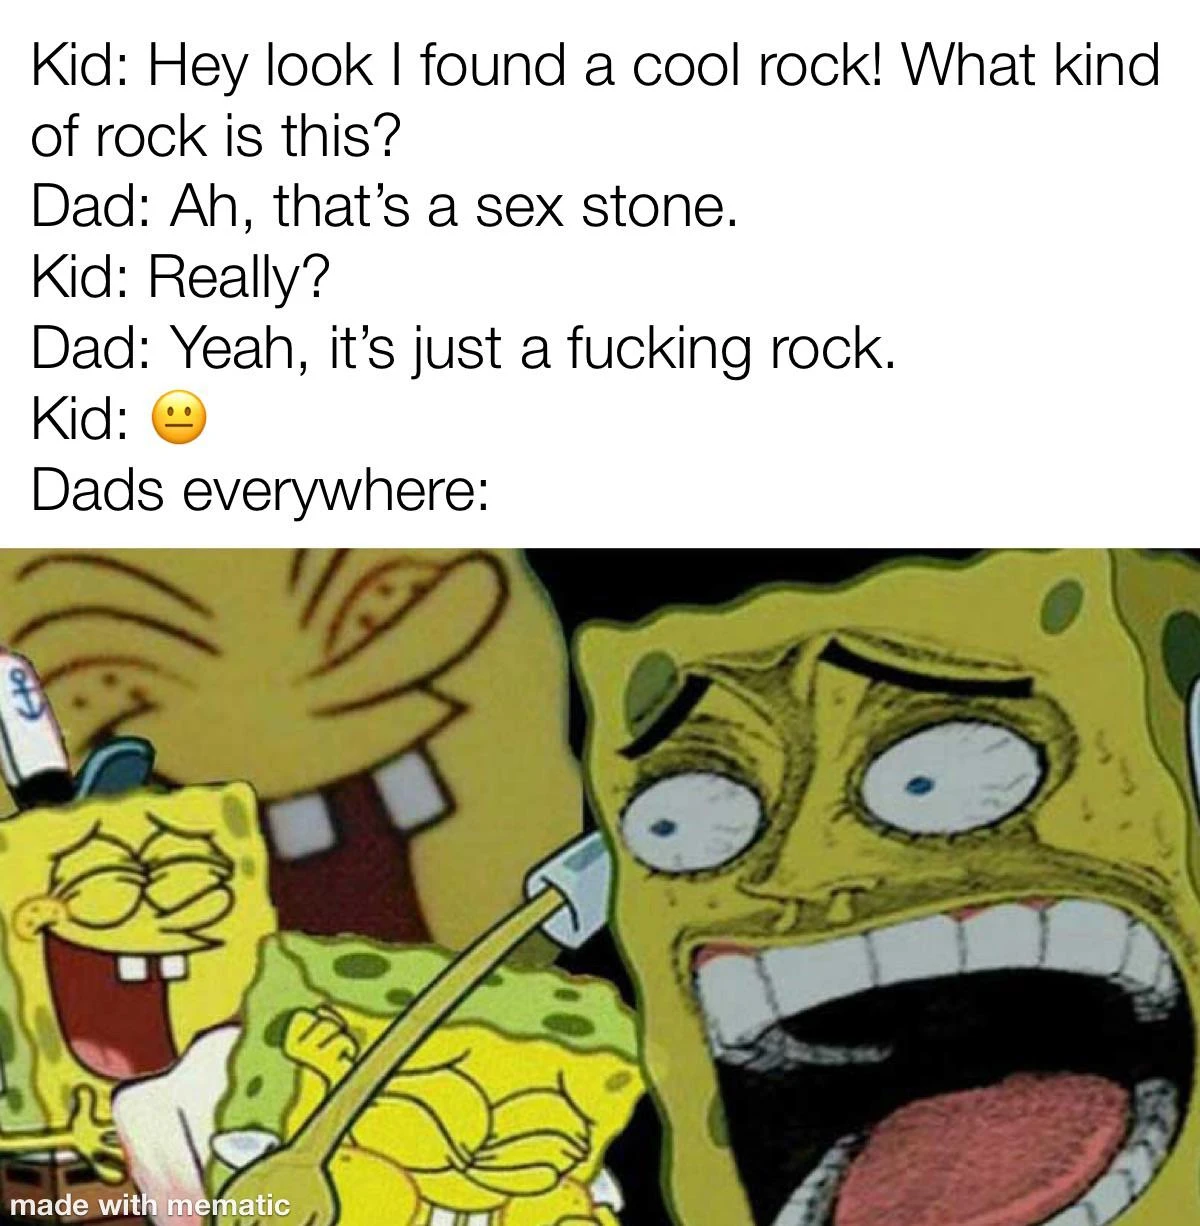 Kid: Hey look I found a cool rock! What kind
of rock is this?
Dad: Ah, that’s a sex stone.
Kid: Really?
Dad: Yeah, it’s just a fucking rock.
Kid: 😐
Dads everywhere:
made with mematic